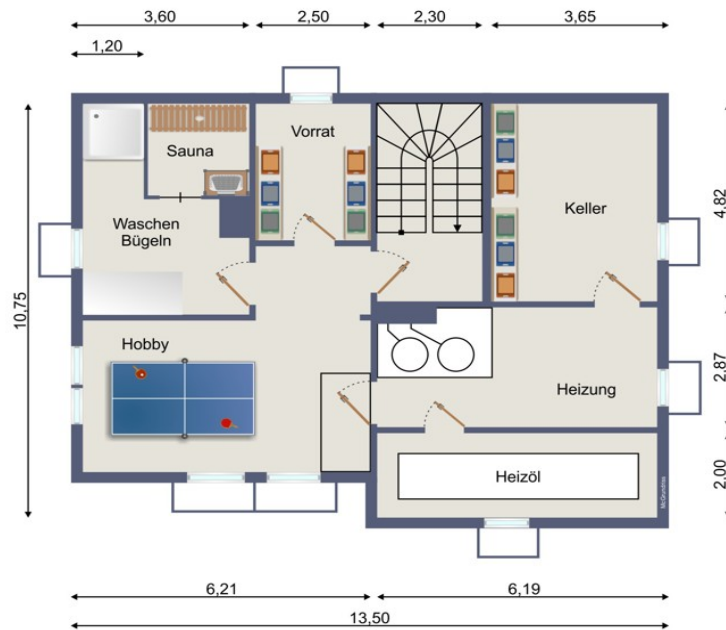 3,60
2,50
2,30
3,65
1,20
Vorrat
Sauna
Waschen
Bügeln
Keller
4,82
10,75
Hobby
Heizung
2,87
Heizöl
2,00
McGrundriss
6,21
6,19
13,50